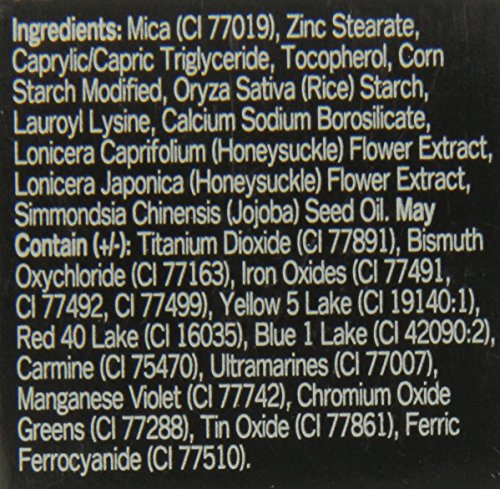 Ingredients: Mica (CI 77019), Zinc Stearate,
Caprylic/Capric Triglyceride, Tocopherol, Corn
Starch Modified, Oryza Sativa (Rice) Starch,
Lauroyl Lysine, Calcium Sodium Borosilicate,
Lonicera Caprifolium (Honeysuckle) Flower Extract,
Lonicera Japonica (Honeysuckle) Flower Extract,
Simmondsia Chinensis (Jojoba) Seed Oil. May
Contain (+/-): Titanium Dioxide (CI 77891), Bismuth
Oxychloride (CI 77163), Iron Oxides (CI 77491,
CI 77492, CI 77499), Yellow 5 Lake (CI 19140:1),
Red 40 Lake (CI 16035), Blue 1 Lake (CI 42090:2),
Carmine (CI 75470), Ultramarines (CI 77007),
Manganese Violet (CI 77742), Chromium Oxide
Greens (CI 77288), Tin Oxide (CI 77861), Ferric
Ferrocyanide (CI 77510).